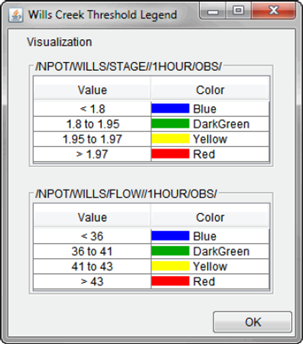 Wills Creek Threshold Legend
Visualization
/NPOT/WILLS/STAGE//1HOUR/OBS/
Value Color
< 1.8 Blue
1.8 to 1.95 DarkGreen
1.95 to 1.97 Yellow
> 1.97 Red
/NPOT/WILLS/FLOW//1HOUR/OBS/
Value Color
< 36 Blue
36 to 41 DarkGreen
41 to 43 Yellow
> 43 Red
OK